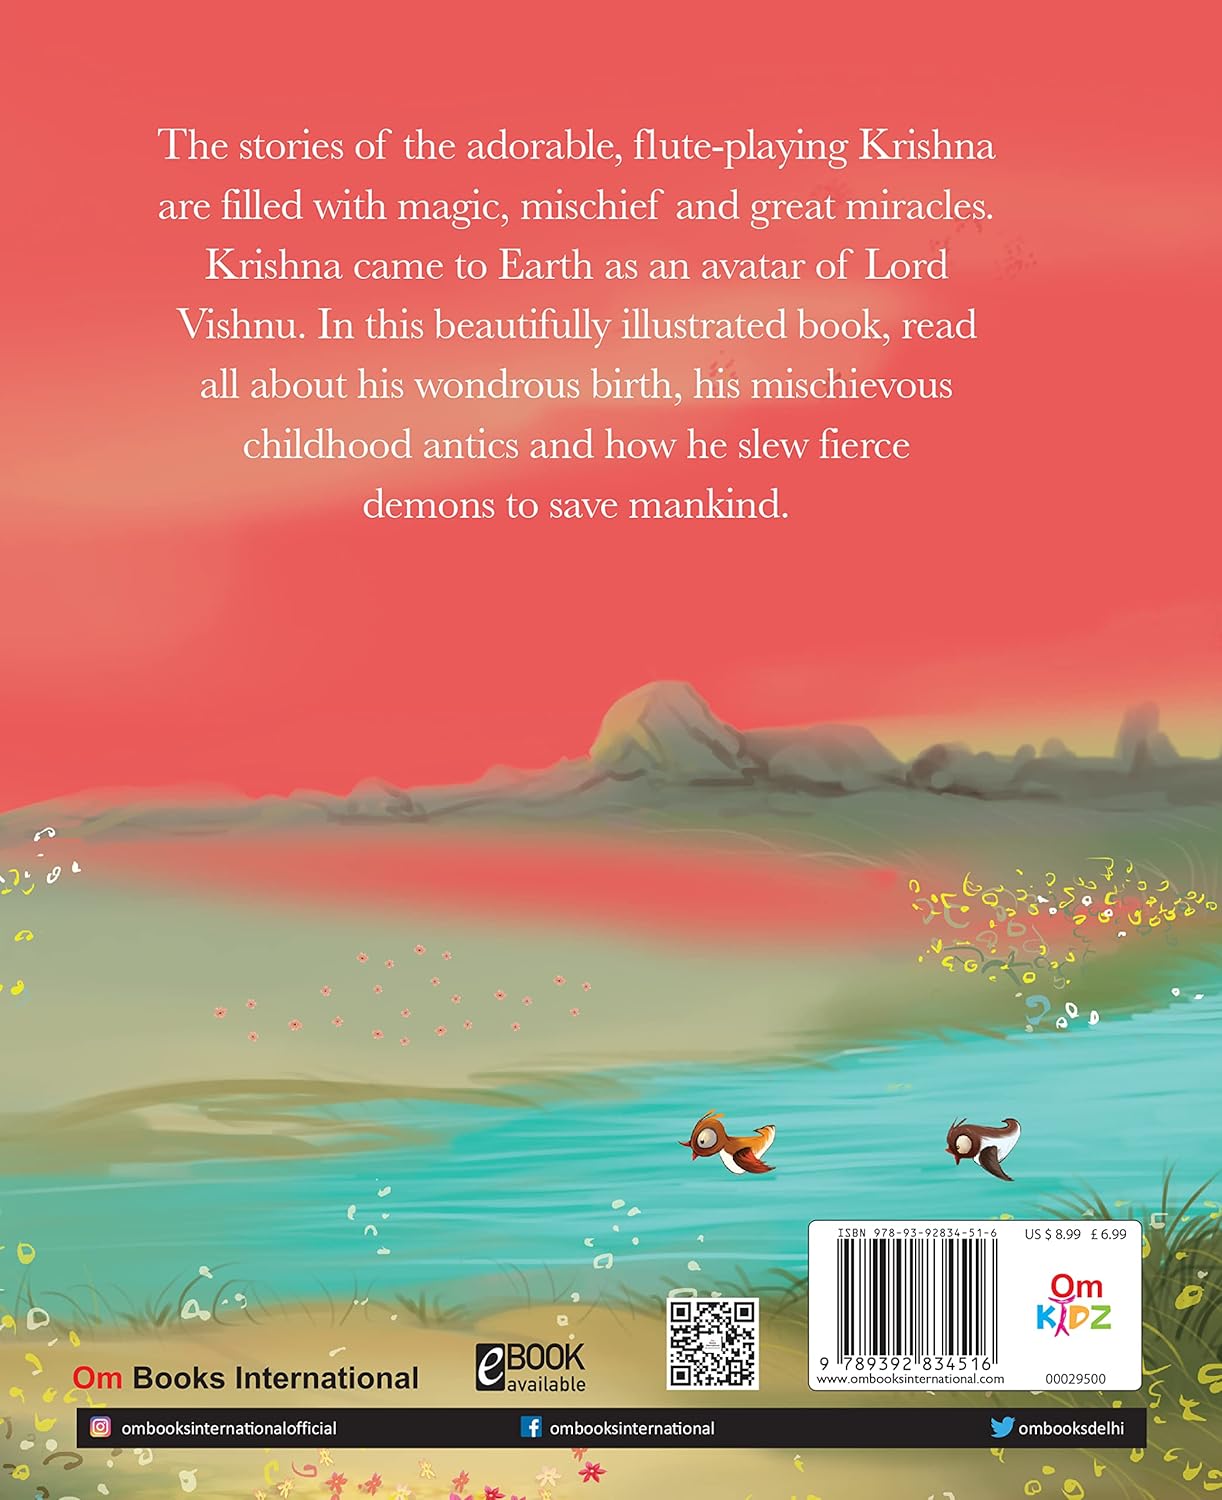 The stories of the adorable, flute-playing Krishna
are filled with magic, mischief and great miracles.
Krishna came to Earth as an avatar of Lord
Vishnu. In this beautifully illustrated book, read
all about his wondrous birth, his mischievous
childhood antics and how he slew fierce
demons to save mankind.
ISBN 978-93-92834-51-6
US $ 8.99 £ 6.99
Om
KIDZ
9 789392 834516
www.ombooksinternational.com
00029500
Om Books International
eBOOK
available
ombooksinternationalofficial
ombooksinternational
ombooksdelhi